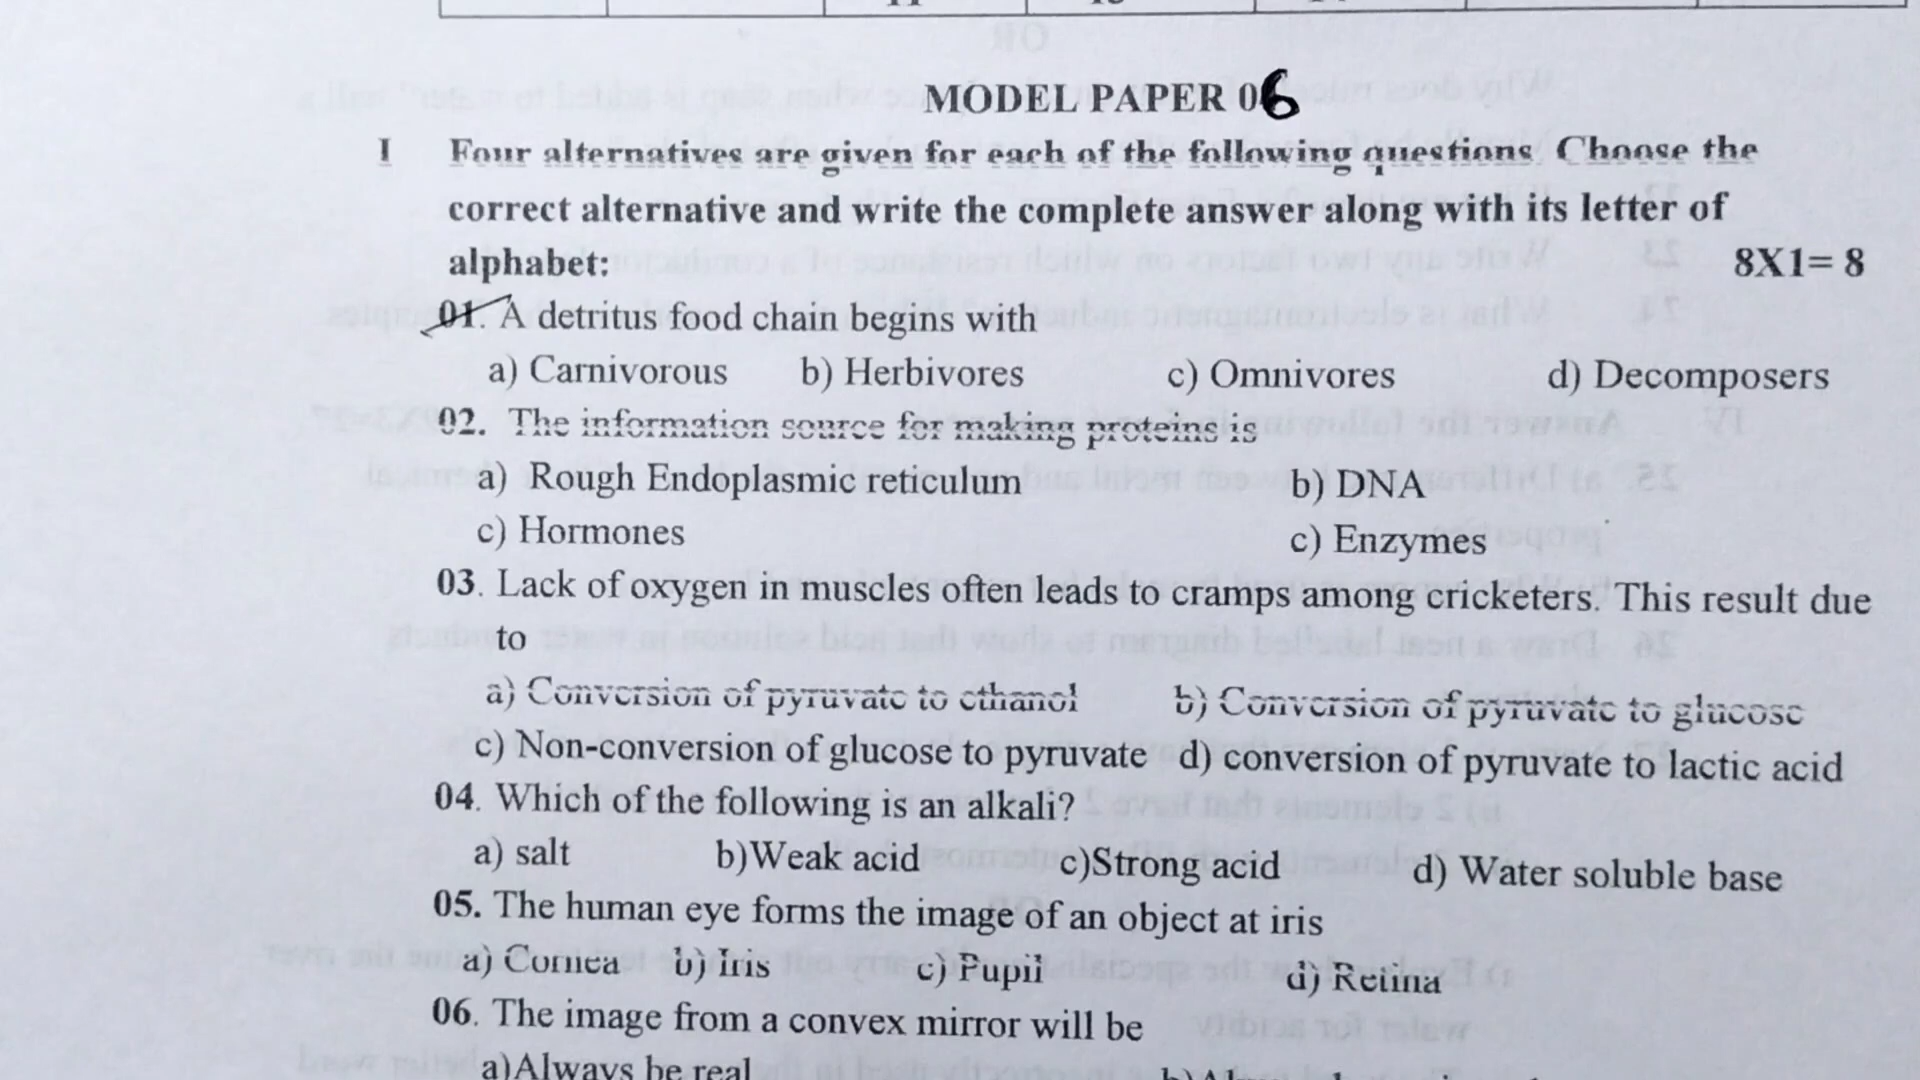 MODEL PAPER 06
I Four alternatives are given for each of the following questions. Choose the
correct alternative and write the complete answer along with its letter of
alphabet: 8X1= 8
01. A detritus food chain begins with
a) Carnivorous b) Herbivores c) Omnivores d) Decomposers
02. The information source for making proteins is
a) Rough Endoplasmic reticulum b) DNA
c) Hormones c) Enzymes
03. Lack of oxygen in muscles often leads to cramps among cricketers. This result due
to
a) Conversion of pyruvate to ethanol b) Conversion of pyruvate to glucose
c) Non-conversion of glucose to pyruvate d) conversion of pyruvate to lactic acid
04. Which of the following is an alkali?
a) salt b)Weak acid c)Strong acid d) Water soluble base
05. The human eye forms the image of an object at iris
a) Cornea b) Iris c) Pupil d) Retina
06. The image from a convex mirror will be
a)Always be real